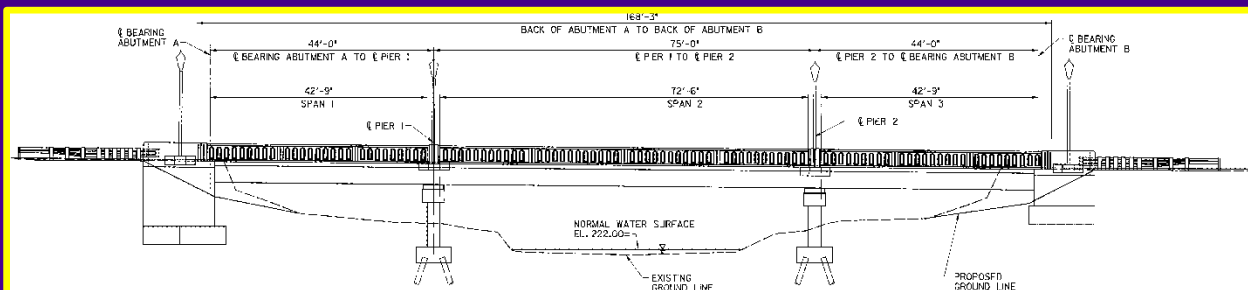 168'-3"
BACK OF ABUTMENT A TO BACK OF ABUTMENT B
℄ BEARING
ABUTMENT A
44'-0"
℄ BEARING ABUTMENT A TO ℄ PIER
75'-0"
℄ PIER 1 TO ℄ PIER 2
44'-0"
℄ PIER 2 TO ℄ BEARING ABUTMENT B
℄ BEARING
ABUTMENT B
42'-9"
SPAN 1
72'-6"
SPAN 2
42'-9"
SPAN 3
℄ PIER 1
℄ PIER 2
NORMAL WATER SURFACE
EL. 222.00
EXISTING
GROUND LINE
PROPOSED
GROUND LINE